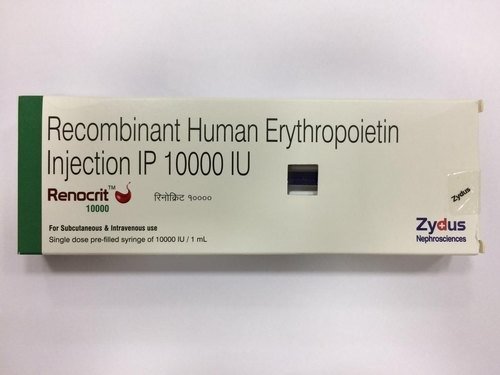 Recombinant Human Erythropoietin
Injection IP 10000 IU
Renocrit™
10000
रिनोक्रिट १००००
For Subcutaneous & Intravenous use
Single dose pre-filled syringe of 10000 IU / 1 mL
Zydus
Zydus
Nephrosciences